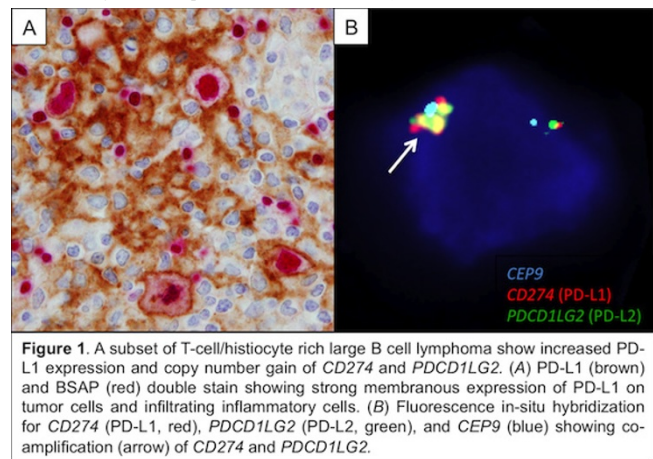 A
B
CEP9
CD274 (PD-L1)
PDCD1LG2 (PD-L2)
Figure 1. A subset of T-cell/histiocyte rich large B cell lymphoma show increased PD-
L1 expression and copy number gain of CD274 and PDCD1LG2. (A) PD-L1 (brown)
and BSAP (red) double stain showing strong membranous expression of PD-L1 on
tumor cells and infiltrating inflammatory cells. (B) Fluorescence in-situ hybridization
for CD274 (PD-L1, red), PDCD1LG2 (PD-L2, green), and CEP9 (blue) showing co-
amplification (arrow) of CD274 and PDCD1LG2.